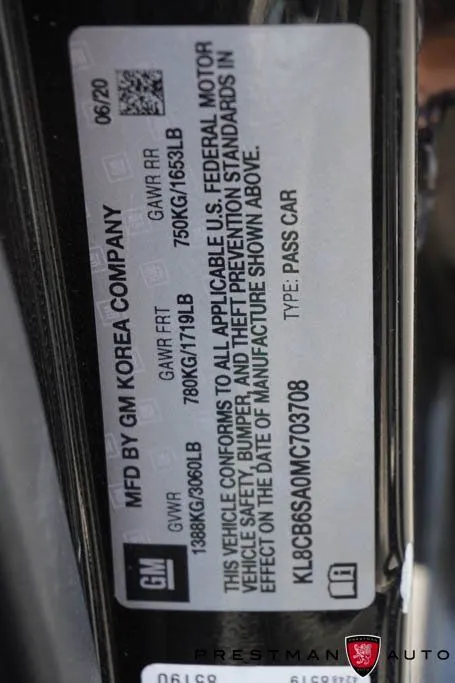 MFD BY GM KOREA COMPANY 06/20
GM
GVWR GAWR FRT GAWR RR
1388KG/3060LB 780KG/1719LB 750KG/1653LB
THIS VEHICLE CONFORMS TO ALL APPLICABLE U.S. FEDERAL MOTOR
VEHICLE SAFETY, BUMPER, AND THEFT PREVENTION STANDARDS IN
EFFECT ON THE DATE OF MANUFACTURE SHOWN ABOVE.
KL8CB6SA0MC703708 TYPE: PASS CAR
PRESTMAN AUTO